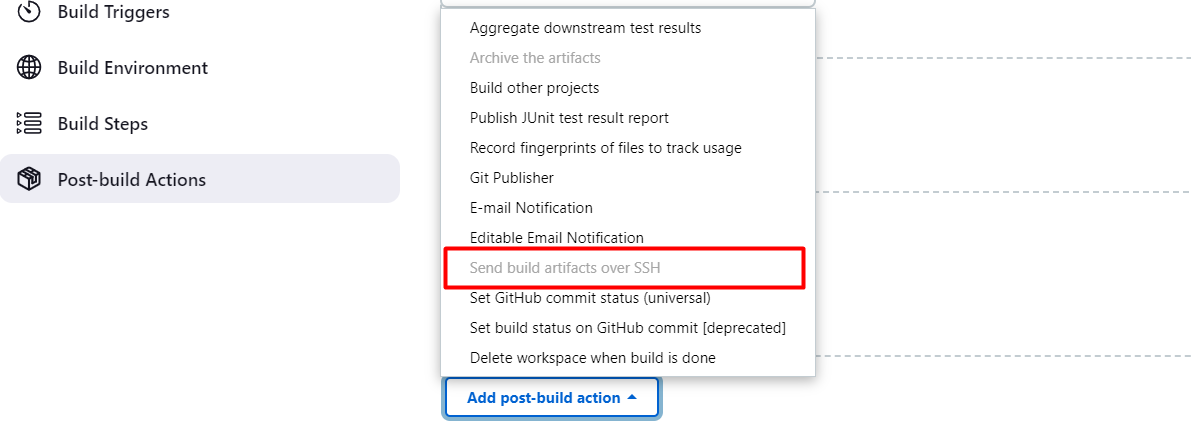 Build Triggers
Build Environment
Build Steps
Post-build Actions
Aggregate downstream test results
Archive the artifacts
Build other projects
Publish JUnit test result report
Record fingerprints of files to track usage
Git Publisher
E-mail Notification
Editable Email Notification
Send build artifacts over SSH
Set GitHub commit status (universal)
Set build status on GitHub commit [deprecated]
Delete workspace when build is done
Add post-build action